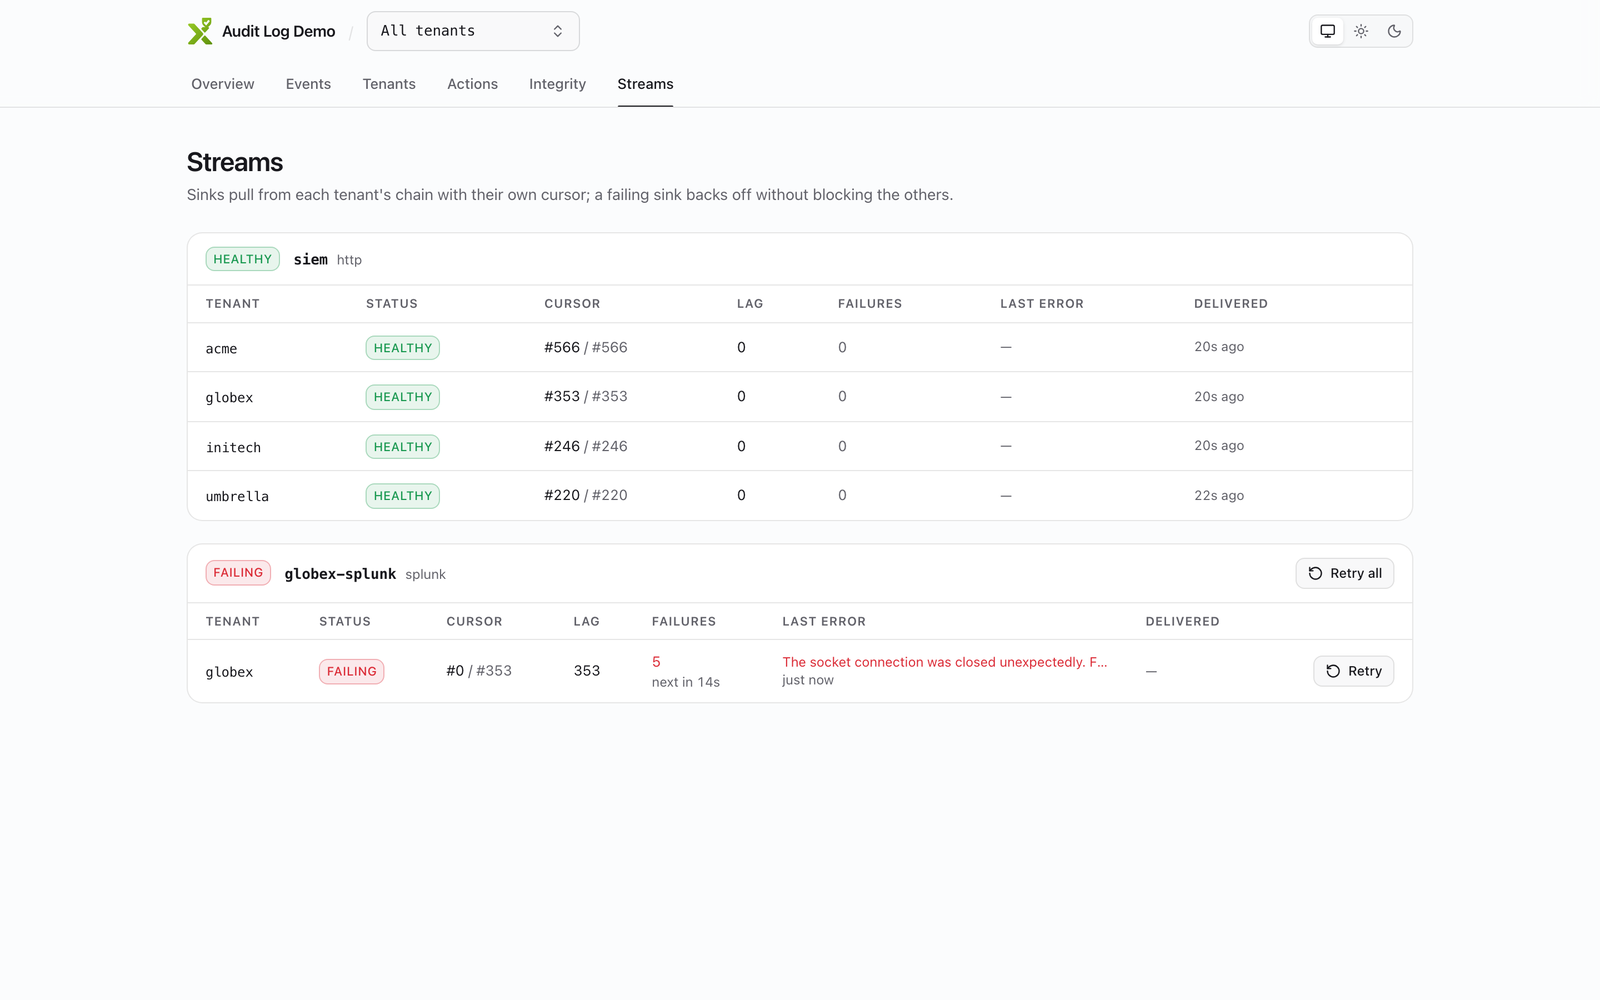 Audit Log Demo / All tenants
Overview Events Tenants Actions Integrity Streams
Streams
Sinks pull from each tenant's chain with their own cursor; a failing sink backs off without blocking the others.
HEALTHY siem http
TENANT STATUS CURSOR LAG FAILURES LAST ERROR DELIVERED
acme HEALTHY #566 / #566 0 0 — 20s ago
globex HEALTHY #353 / #353 0 0 — 20s ago
initech HEALTHY #246 / #246 0 0 — 20s ago
umbrella HEALTHY #220 / #220 0 0 — 22s ago
FAILING globex-splunk splunk Retry all
TENANT STATUS CURSOR LAG FAILURES LAST ERROR DELIVERED
globex FAILING #0 / #353 353 5 The socket connection was closed unexpectedly. F... — Retry
next in 14s just now